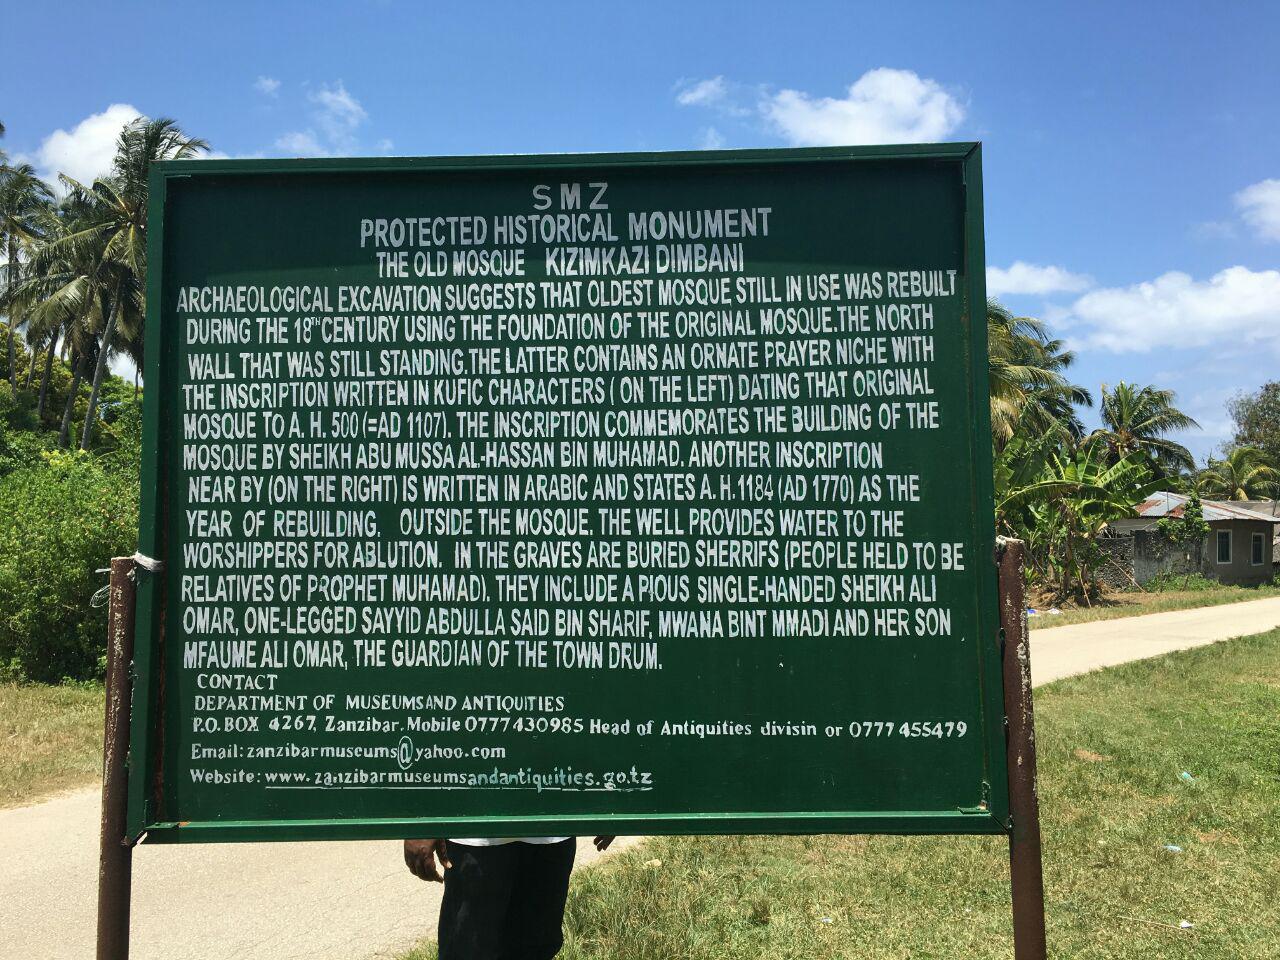 SMZ
PROTECTED HISTORICAL MONUMENT
THE OLD MOSQUE KIZIMKAZI DIMBANI
ARCHAEOLOGICAL EXCAVATION SUGGESTS THAT OLDEST MOSQUE STILL IN USE WAS REBUILT
DURING THE 18TH CENTURY USING THE FOUNDATION OF THE ORIGINAL MOSQUE.THE NORTH
WALL THAT WAS STILL STANDING.THE LATTER CONTAINS AN ORNATE PRAYER NICHE WITH
THE INSCRIPTION WRITTEN IN KUFIC CHARACTERS ( ON THE LEFT) DATING THAT ORIGINAL
MOSQUE TO A. H. 500 (=AD 1107). THE INSCRIPTION COMMEMORATES THE BUILDING OF THE
MOSQUE BY SHEIKH ABU MUSSA AL-HASSAN BIN MUHAMAD. ANOTHER INSCRIPTION
NEAR BY (ON THE RIGHT) IS WRITTEN IN ARABIC AND STATES A. H. 1184 (AD 1770) AS THE
YEAR OF REBUILDING. OUTSIDE THE MOSQUE. THE WELL PROVIDES WATER TO THE
WORSHIPPERS FOR ABLUTION. IN THE GRAVES ARE BURIED SHERRIFS (PEOPLE HELD TO BE
RELATIVES OF PROPHET MUHAMAD). THEY INCLUDE A PIOUS SINGLE-HANDED SHEIKH ALI
OMAR, ONE-LEGGED SAYYID ABDULLA SAID BIN SHARIF, MWANA BINT MMADI AND HER SON
MFAUME ALI OMAR, THE GUARDIAN OF THE TOWN DRUM.
CONTACT
DEPARTMENT OF MUSEUMSAND ANTIQUITIES
P.O. BOX 4267, Zanzibar. Mobile 0777430985 Head of Antiquities divisin or 0777 455479
Email: zanzibarmuseums@yahoo.com
Website: www. zanzibarmuseumsandantiquities.go.tz